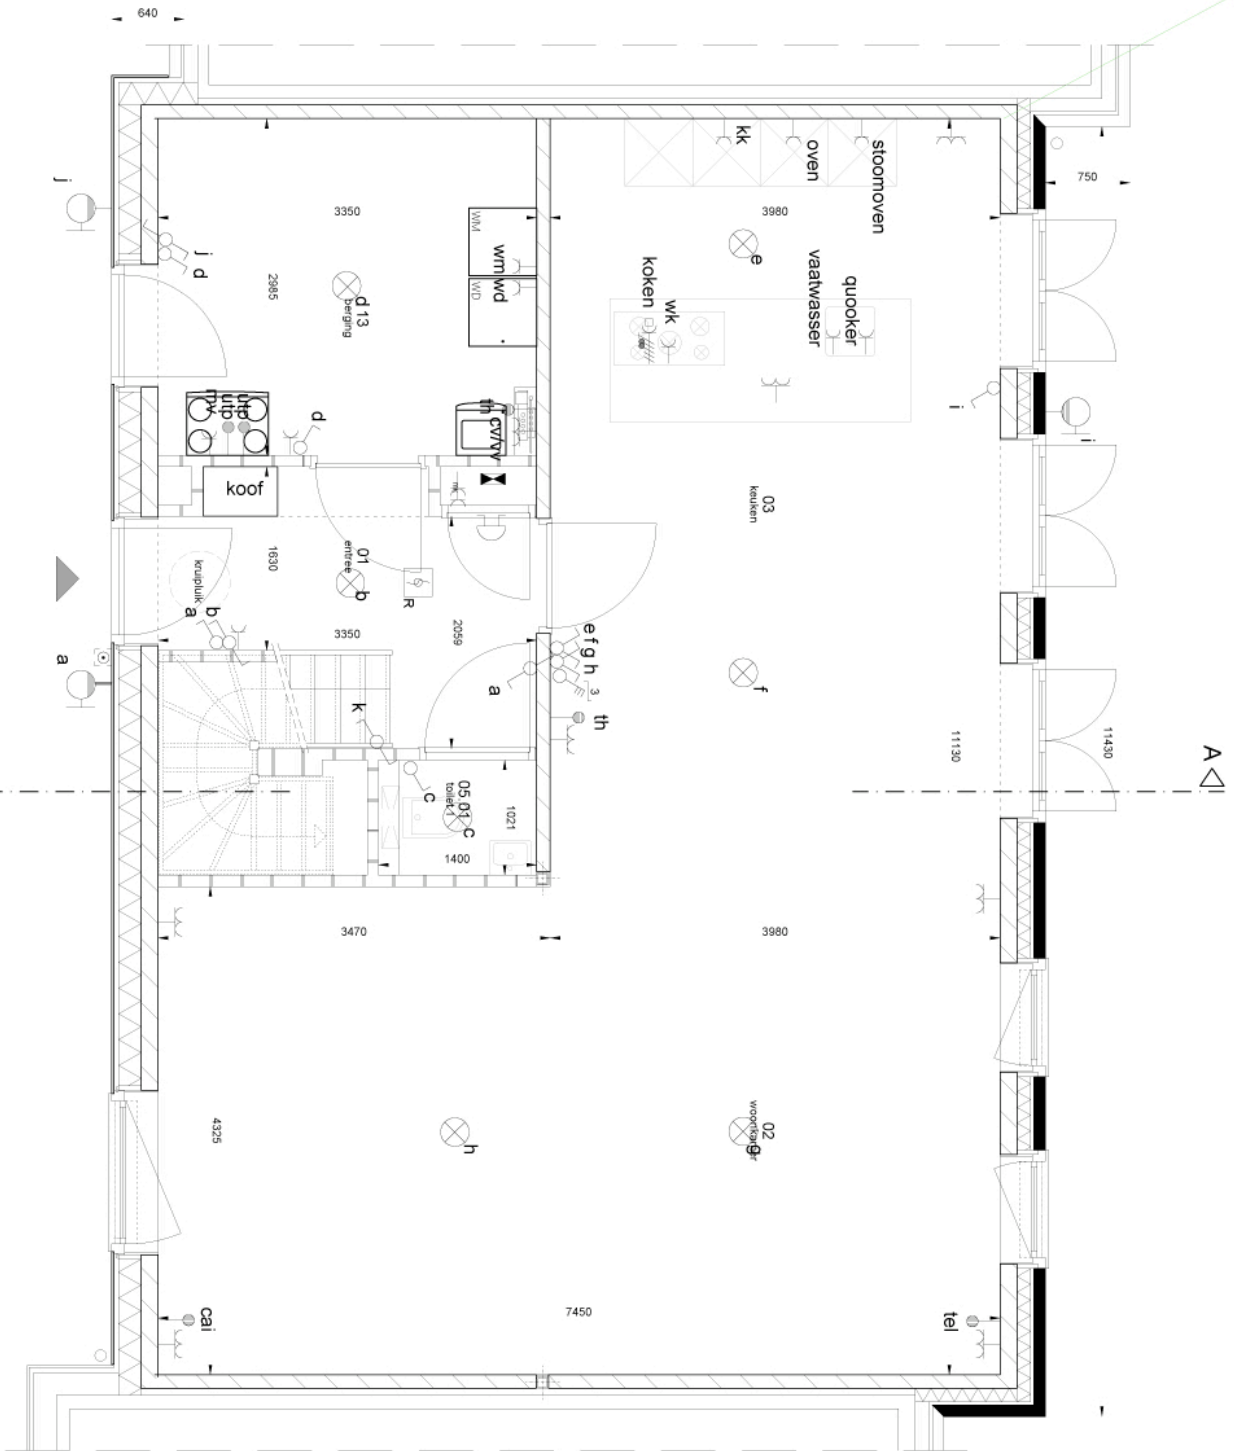 640
j
kk
oven
stoomoven
750
3350
3980
WM
wm
wd
WD
j
d
2985
d 13
berging
koken
wk
vaatwasser
quooker
e
i
i
mv
utp
utp
d
th
cv/vv
koof
mk
03
keuken
1630
01
entree
b
kruipluik
R
a
b
3350
2059
e f g h
a
a
3
th
k
f
11130
11430
A
c
05.01
toilet 1
c
1021
1400
3470
3980
4325
h
02
woonkamer
g
7450
cai
tel